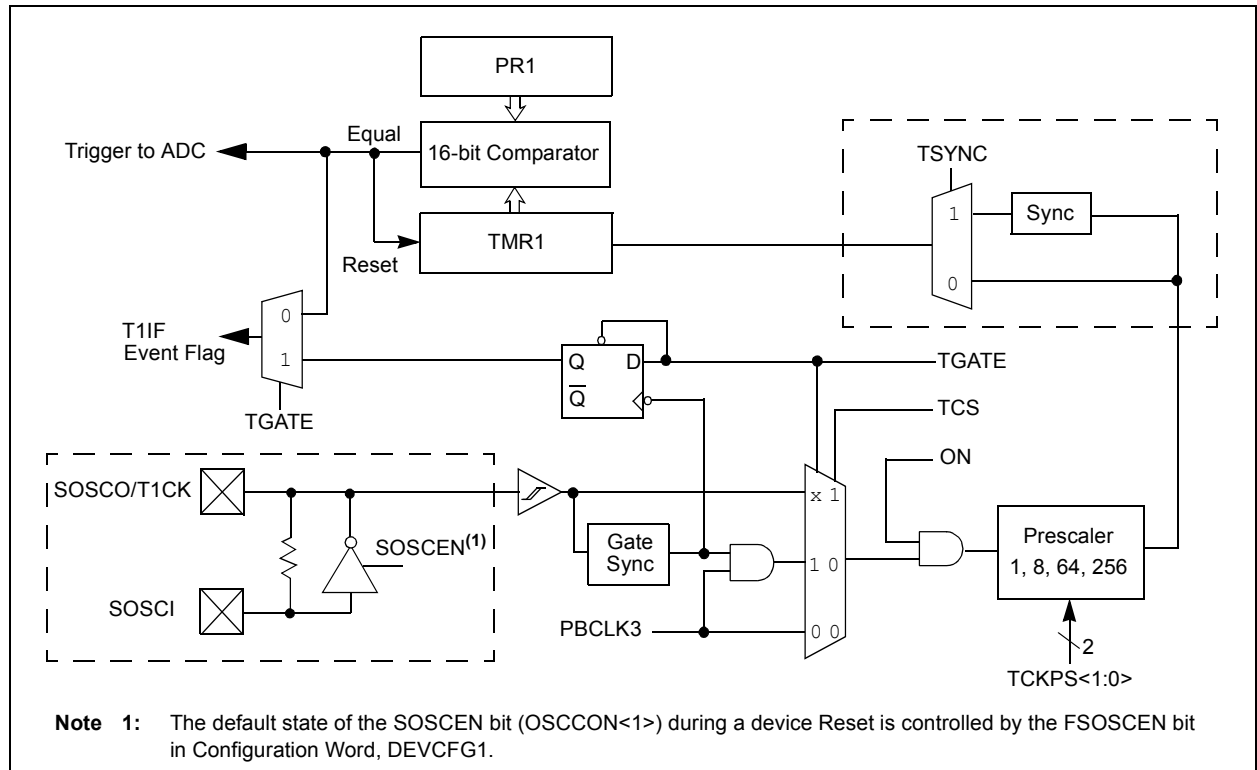 PR1
Equal
16-bit Comparator
Trigger to ADC
TSYNC
1
Sync
TMR1
Reset
0
0
T1IF
Event Flag
1
Q
D
TGATE
Q
TGATE
TCS
ON
SOSCO/T1CK
x 1
SOSCEN(1)
Gate
Sync
Prescaler
1, 8, 64, 256
1 0
SOSCI
PBCLK3
0 0
2
TCKPS<1:0>
Note 1: The default state of the SOSCEN bit (OSCCON<1>) during a device Reset is controlled by the FSOSCEN bit
in Configuration Word, DEVCFG1.